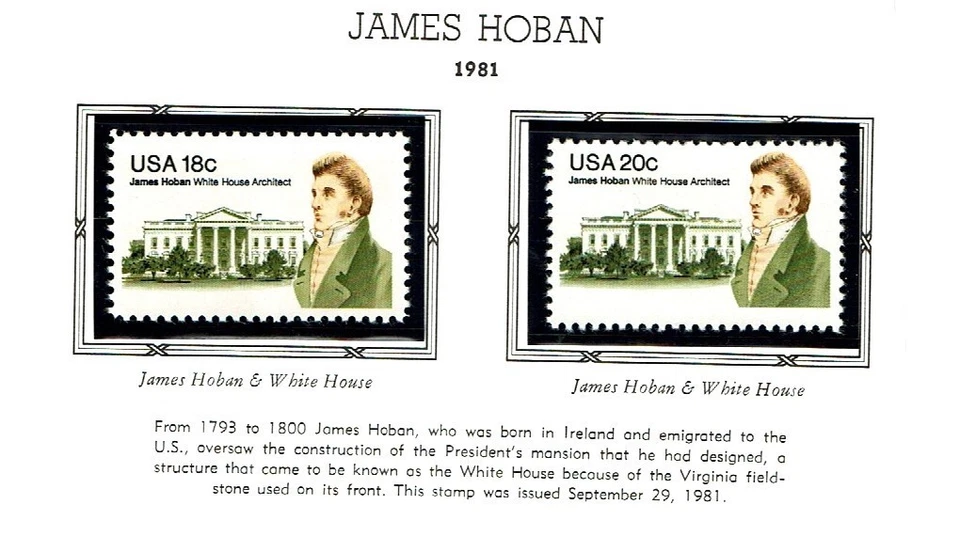 JAMES HOBAN
1981
USA 18c
James Hoban White House Architect
USA 20c
James Hoban White House Architect
James Hoban & White House
James Hoban & White House
From 1793 to 1800 James Hoban, who was born in Ireland and emigrated to the
U.S., oversaw the construction of the President's mansion that he had designed, a
structure that came to be known as the White House because of the Virginia field-
stone used on its front. This stamp was issued September 29, 1981.